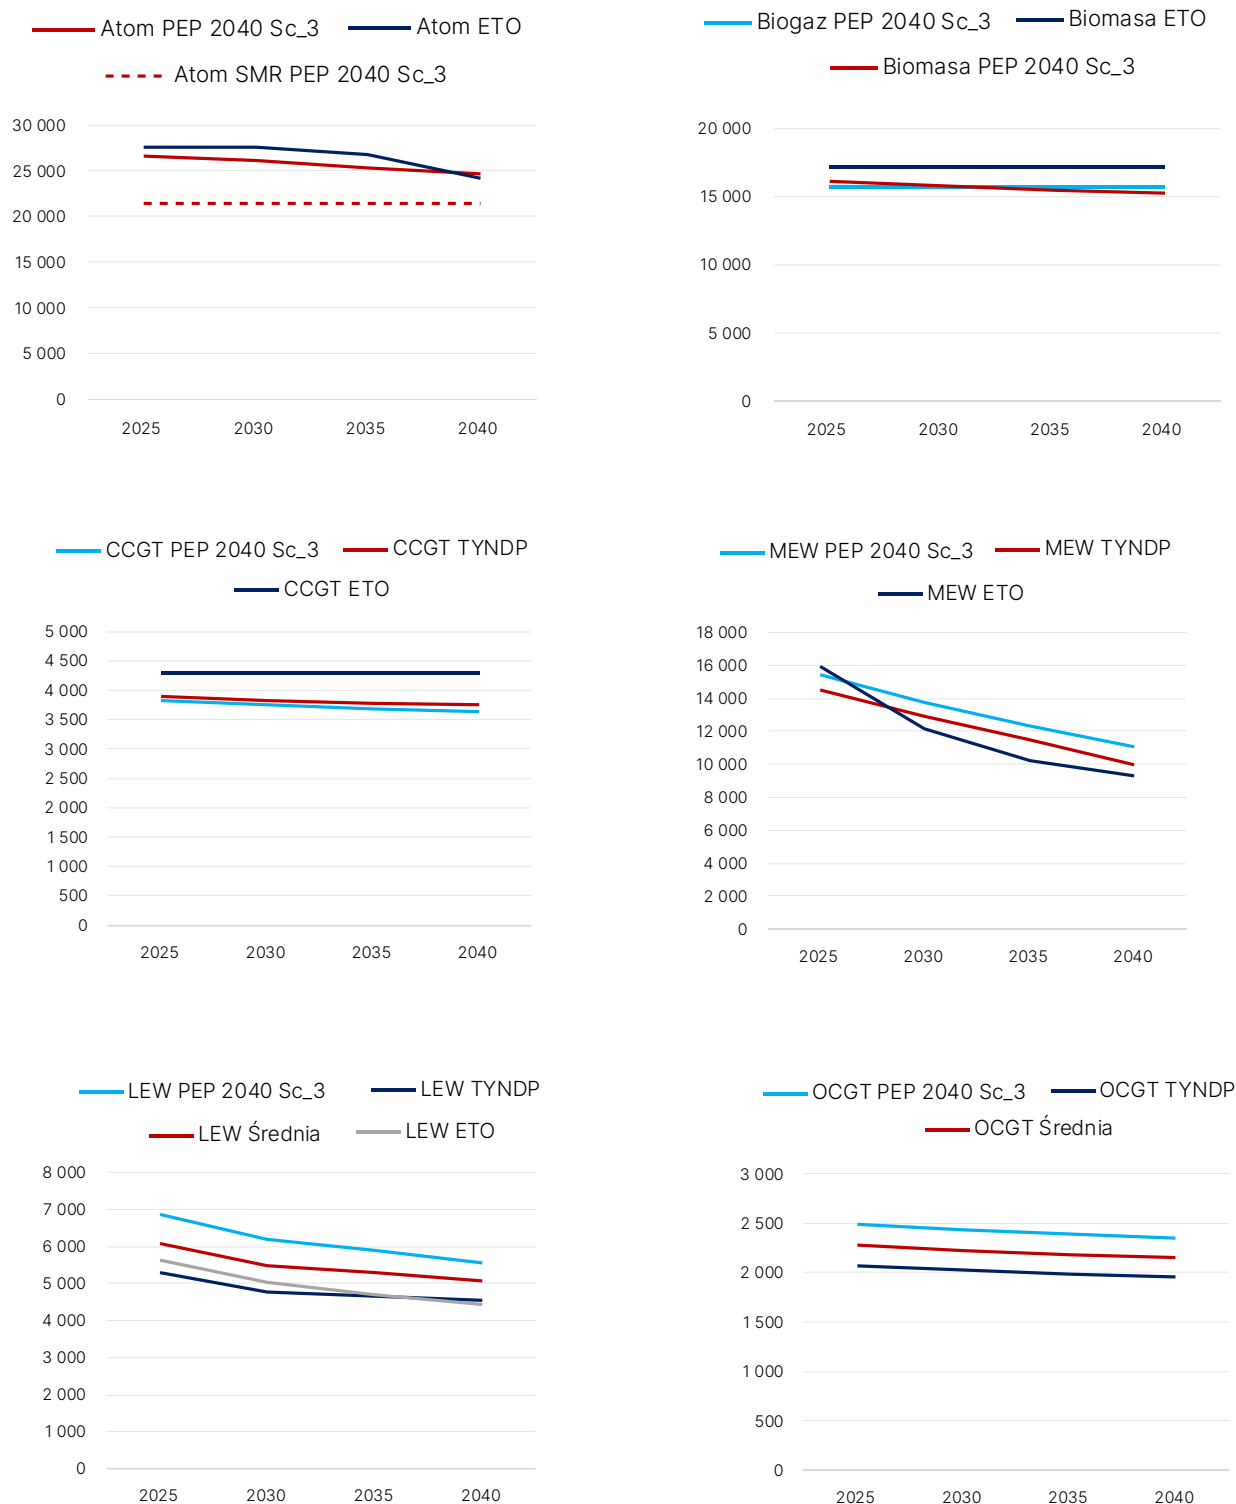 Atom PEP 2040 Sc_3 Atom ETO
Atom SMR PEP 2040 Sc_3
30 000
25 000
20 000
15 000
10 000
5 000
0
2025 2030 2035 2040
Biogaz PEP 2040 Sc_3 Biomasa ETO
Biomasa PEP 2040 Sc_3
20 000
15 000
10 000
5 000
0
2025 2030 2035 2040
CCGT PEP 2040 Sc_3 CCGT TYNDP
CCGT ETO
5 000
4 500
4 000
3 500
3 000
2 500
2 000
1 500
1 000
500
0
2025 2030 2035 2040
MEW PEP 2040 Sc_3 MEW TYNDP
MEW ETO
18 000
16 000
14 000
12 000
10 000
8 000
6 000
4 000
2 000
0
2025 2030 2035 2040
LEW PEP 2040 Sc_3 LEW TYNDP
LEW Średnia LEW ETO
8 000
7 000
6 000
5 000
4 000
3 000
2 000
1 000
0
2025 2030 2035 2040
OCGT PEP 2040 Sc_3 OCGT TYNDP
OCGT Średnia
3 000
2 500
2 000
1 500
1 000
500
0
2025 2030 2035 2040